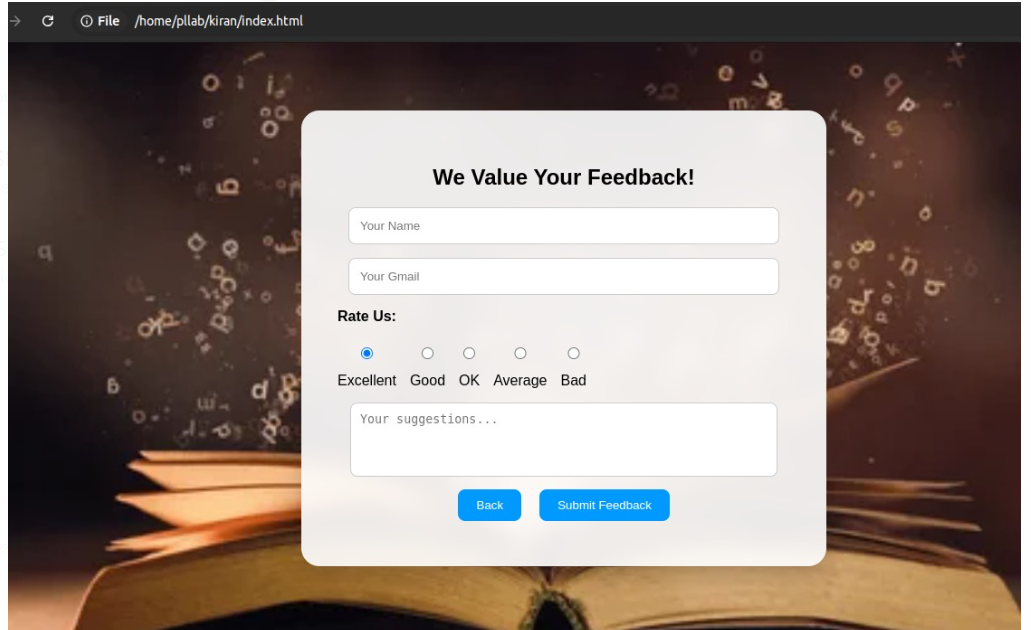 File /home/pllab/kiran/index.html
We Value Your Feedback!
Your Name
Your Gmail
Rate Us:
Excellent Good OK Average Bad
Your suggestions...
Back Submit Feedback